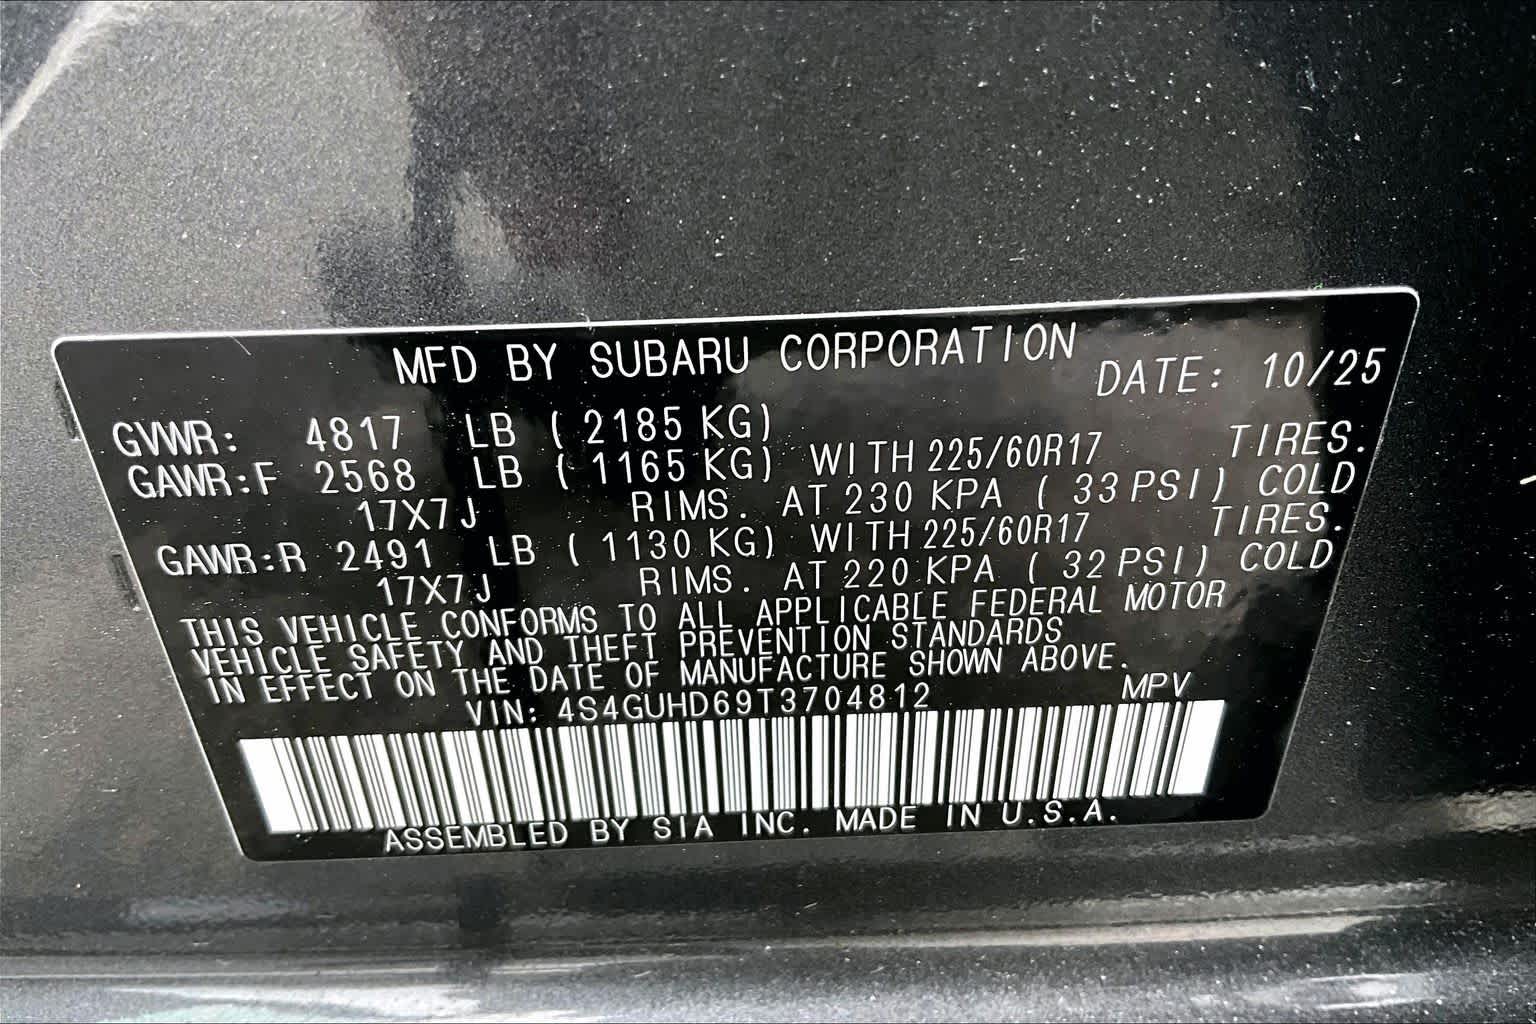 MFD BY SUBARU CORPORATION DATE: 10/25
GVWR: 4817 LB ( 2185 KG)
GAWR:F 2568 LB ( 1165 KG) WITH 225/60R17 TIRES.
17X7J RIMS. AT 230 KPA ( 33 PSI) COLD
GAWR:R 2491 LB ( 1130 KG) WITH 225/60R17 TIRES.
17X7J RIMS. AT 220 KPA ( 32 PSI) COLD
THIS VEHICLE CONFORMS TO ALL APPLICABLE FEDERAL MOTOR
VEHICLE SAFETY AND THEFT PREVENTION STANDARDS
IN EFFECT ON THE DATE OF MANUFACTURE SHOWN ABOVE.
VIN: 4S4GUHD69T3704812 MPV
ASSEMBLED BY SIA INC. MADE IN U.S.A.